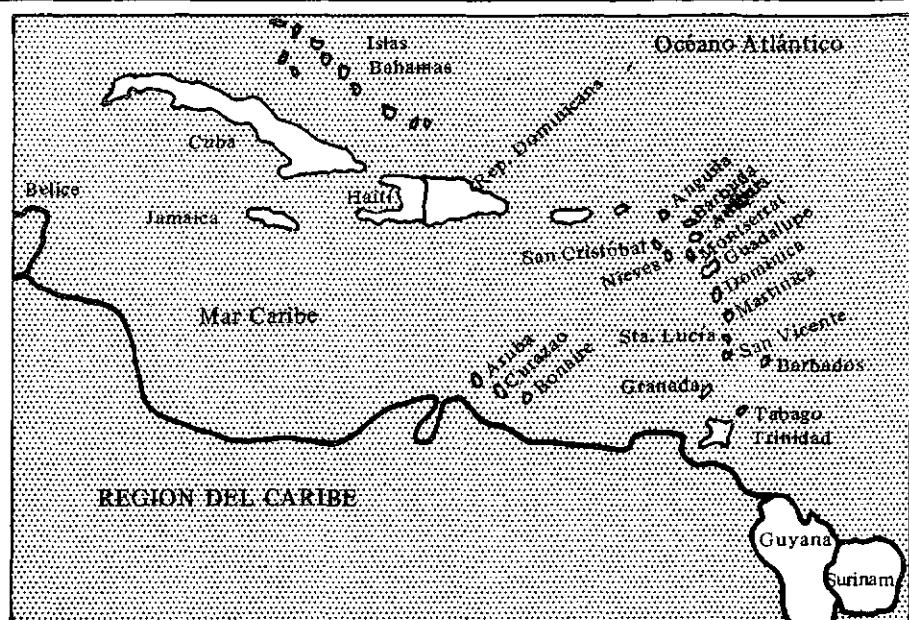 Islas
Bahamas
Océano Atlántico
Cuba
Rep. Dominicana
Belice
Haití
Jamaica
Anguila
Barbuda
San Cristóbal
Nieves
Montserrat
Guadalupe
Dominica
Martinica
Mar Caribe
Sta. Lucía
San Vicente
Barbados
Aruba
Curazao
Bonaire
Granada
Tabago
Trinidad
REGION DEL CARIBE
Guyana
Surinam